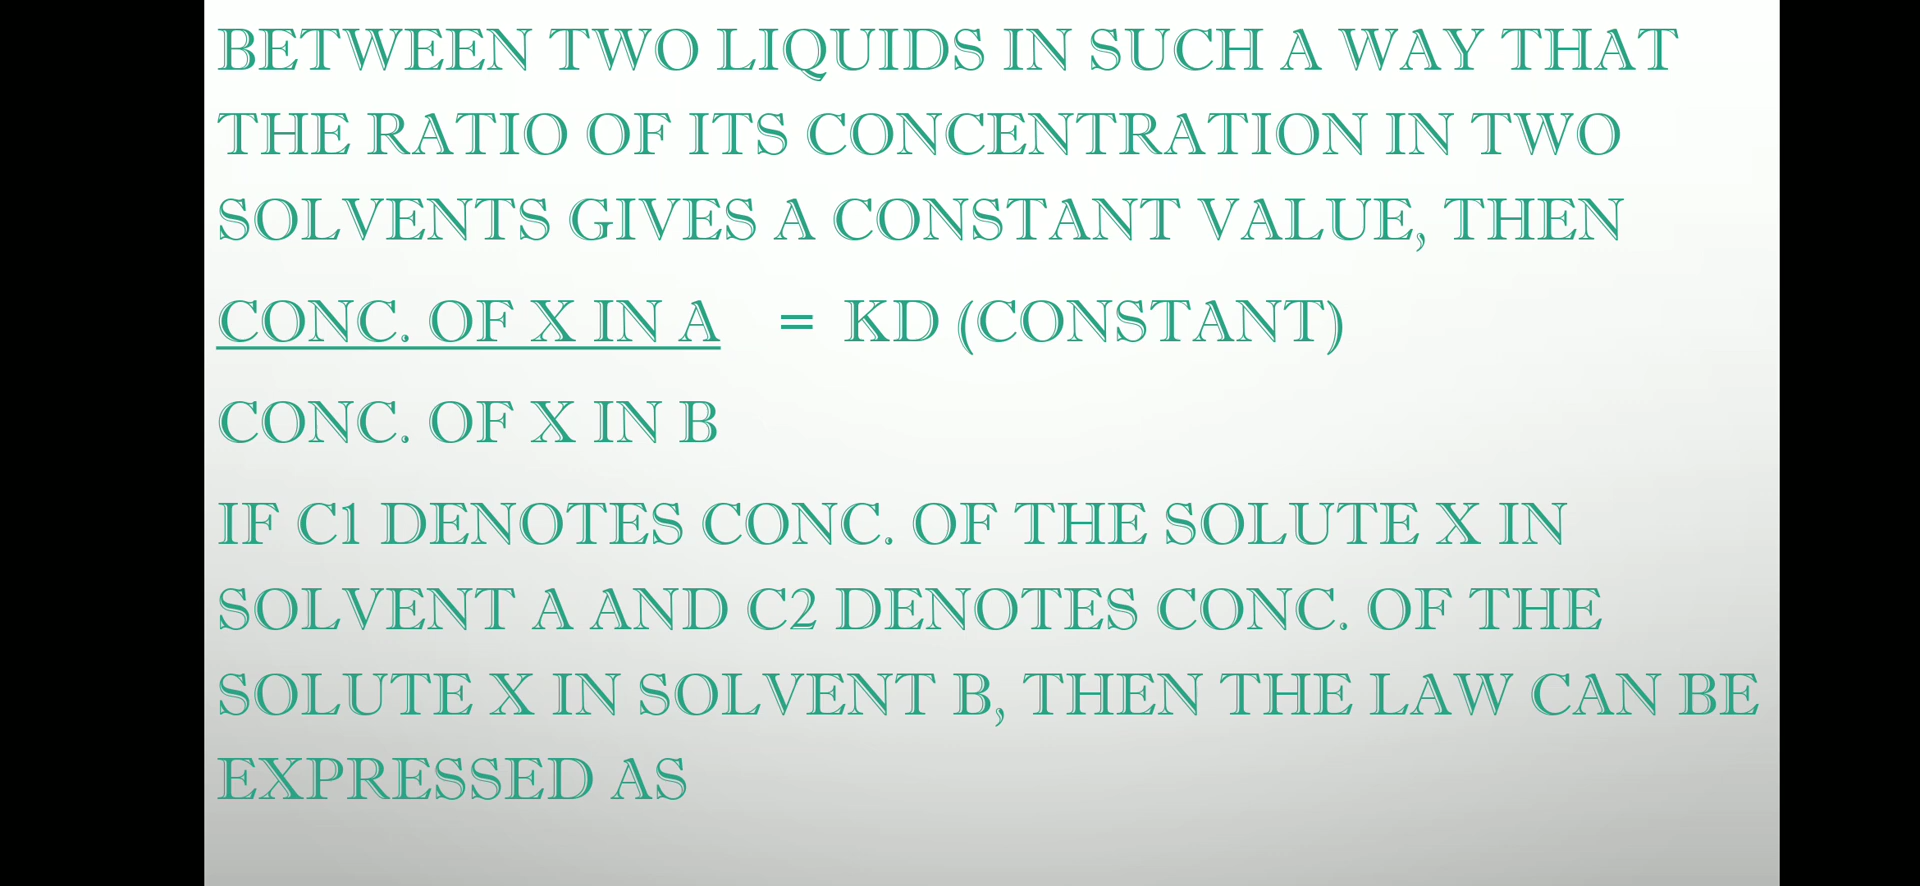 BETWEEN TWO LIQUIDS IN SUCH A WAY THAT
THE RATIO OF ITS CONCENTRATION IN TWO
SOLVENTS GIVES A CONSTANT VALUE, THEN
CONC. OF X IN A = KD (CONSTANT)
CONC. OF X IN B
IF C1 DENOTES CONC. OF THE SOLUTE X IN
SOLVENT A AND C2 DENOTES CONC. OF THE
SOLUTE X IN SOLVENT B, THEN THE LAW CAN BE
EXPRESSED AS